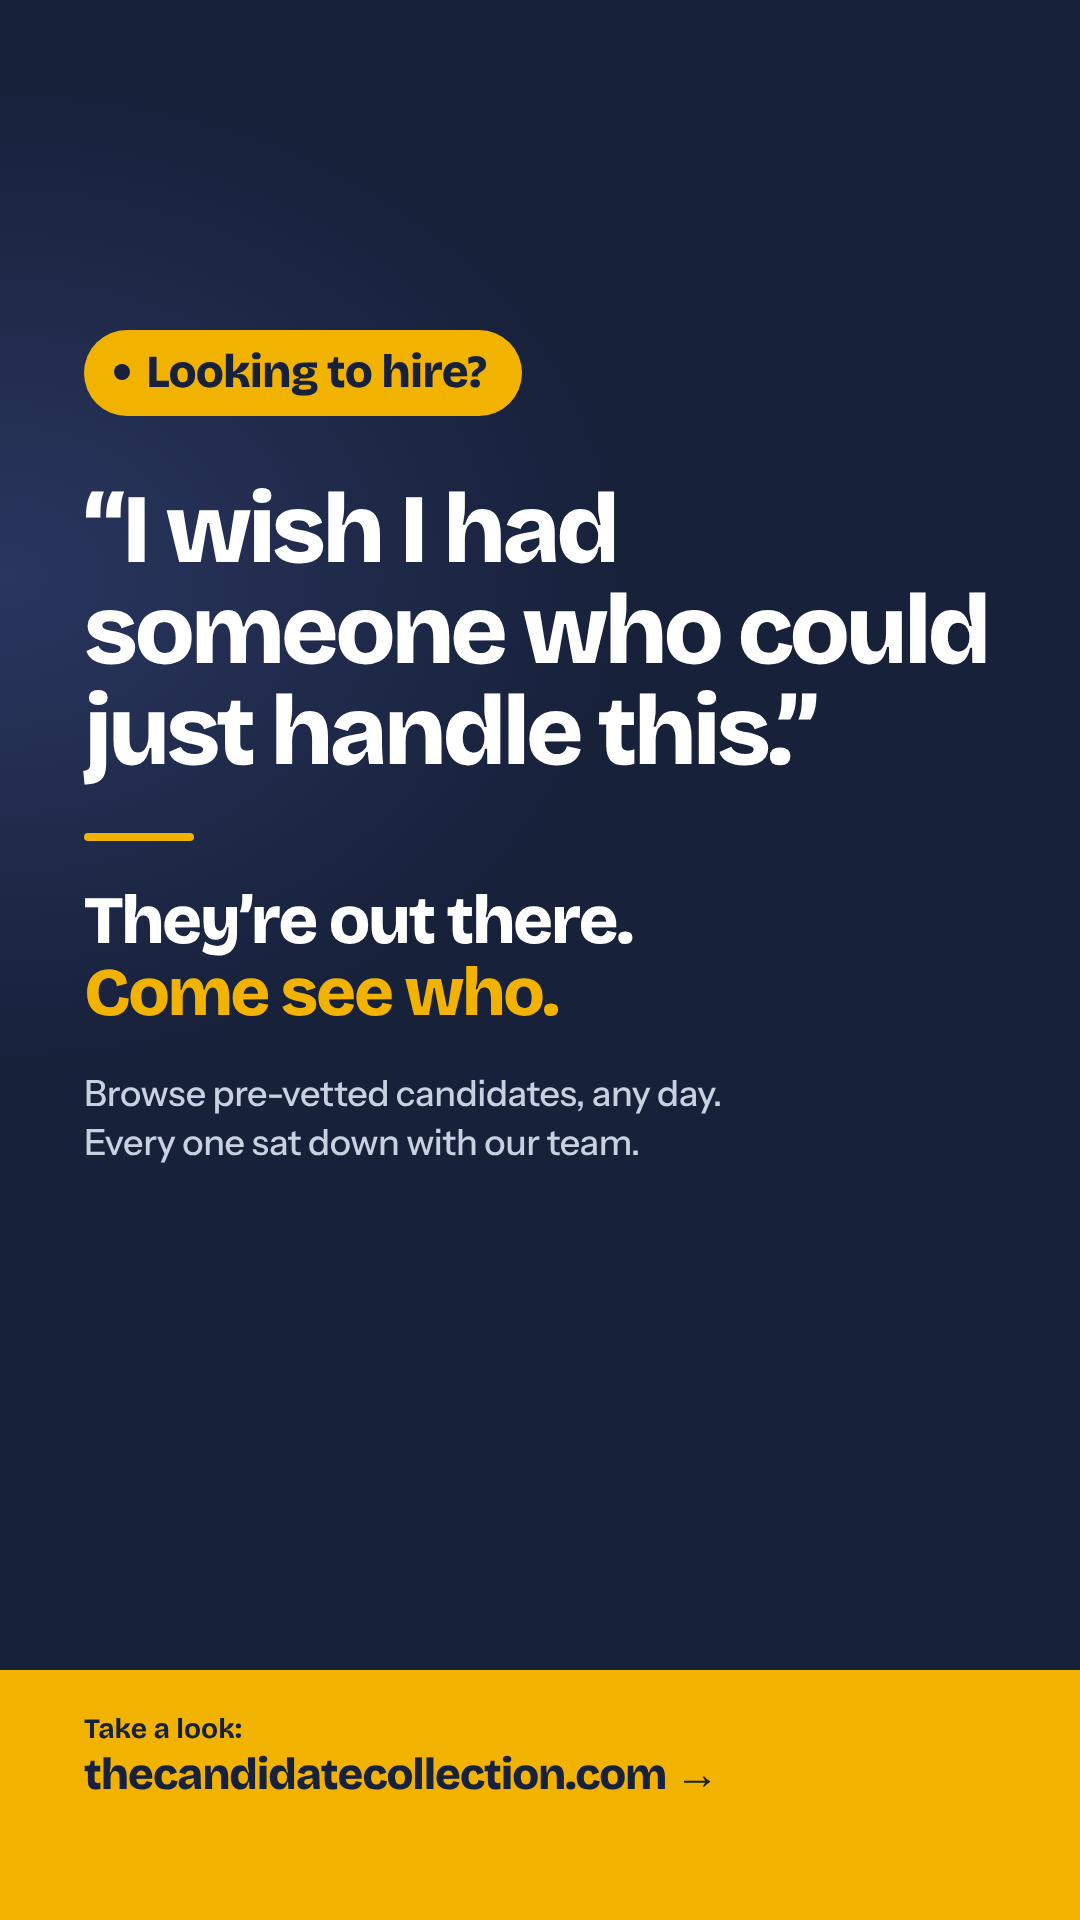 Looking to hire?
“I wish I had
someone who could
just handle this.”
They’re out there.
Come see who.
Browse pre-vetted candidates, any day.
Every one sat down with our team.
Take a look:
thecandidatecollection.com →